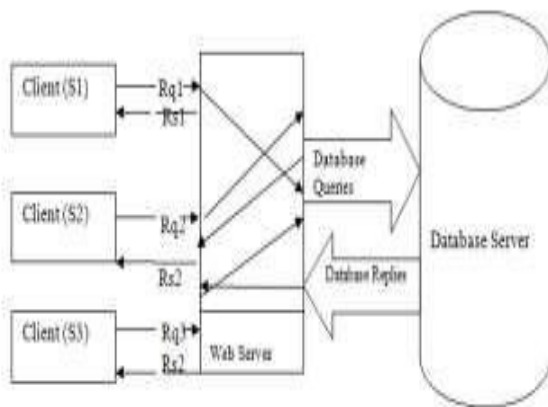 Client (S1)
Rq1
Rs1
Client (S2)
Rq2
Rs2
Client (S3)
Rq3
Rs2
Web Server
Database
Queries
Database Replies
Database Server